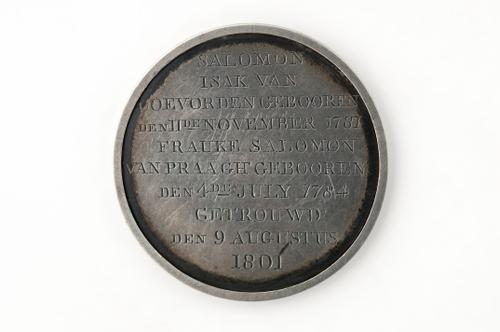 SALOMON
ISAK VAN
VOEVORDEN GEBOOREN
DEN 11DE NOVEMBER 1781
FRAUKE SALOMON
VAN PRAAGH GEBOOREN
DEN 4DE JULY 1784
GETROUWD
DEN 9 AUGUSTUS
1801